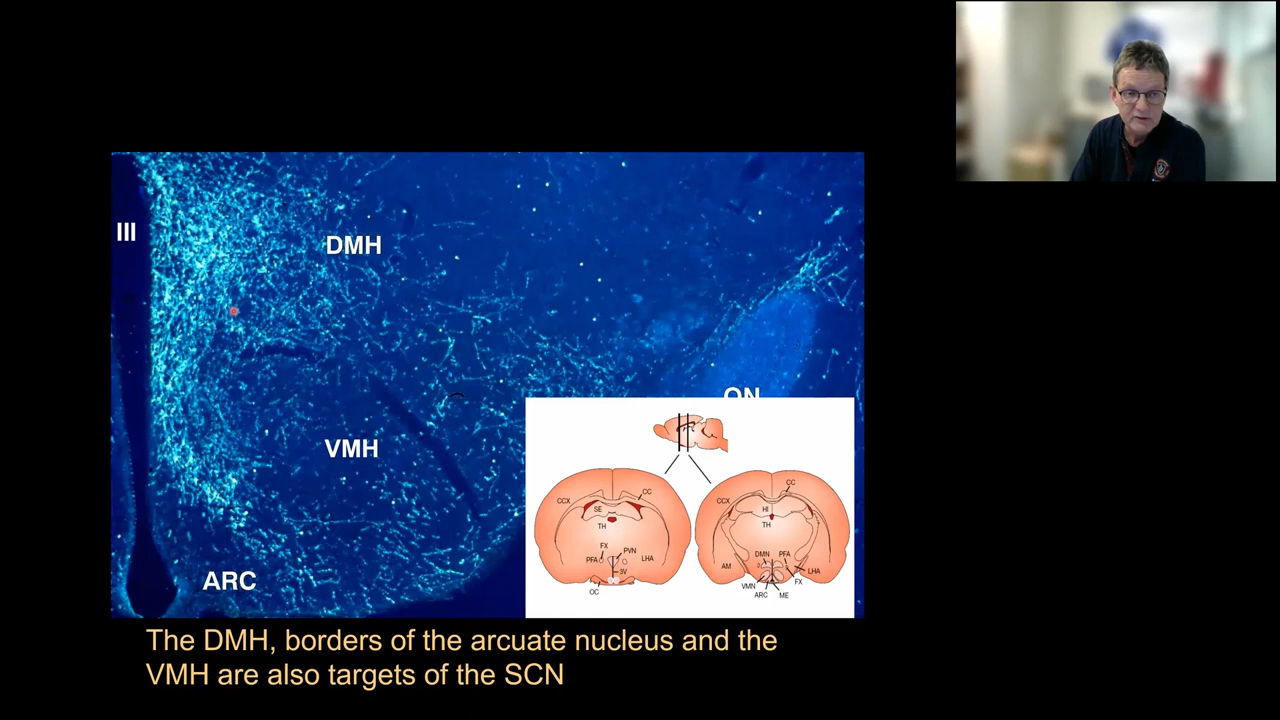 III
DMH
ON
VMH
ARC
CC
CCX
SE
TH
FX
PVN
PFA
LHA
3V
OC
CC
CCX
HI
TH
DMN
PFA
AM
LHA
VMN
FX
ARC
ME
The DMH, borders of the arcuate nucleus and the
VMH are also targets of the SCN